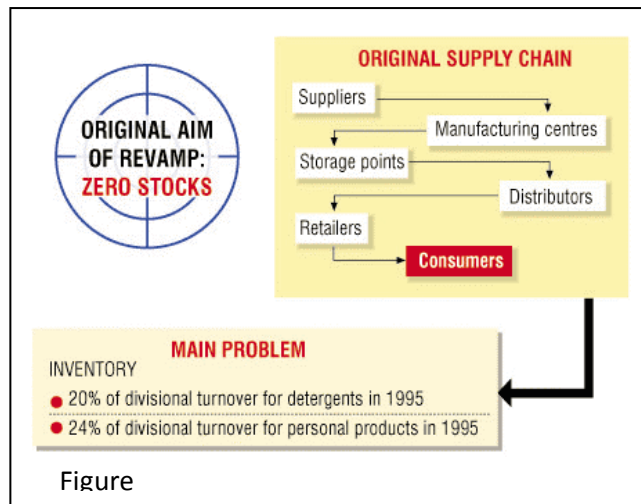 ORIGINAL AIM
OF REVAMP:
ZERO STOCKS
ORIGINAL SUPPLY CHAIN
Suppliers
Manufacturing centres
Storage points
Distributors
Retailers
Consumers
MAIN PROBLEM
INVENTORY
20% of divisional turnover for detergents in 1995
24% of divisional turnover for personal products in 1995
Figure